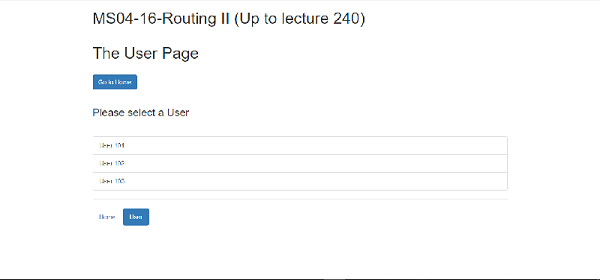 MS04-16-Routing II (Up to lecture 240)
The User Page
Go to Home
Please select a User
User 101
User 102
User 103
Home User